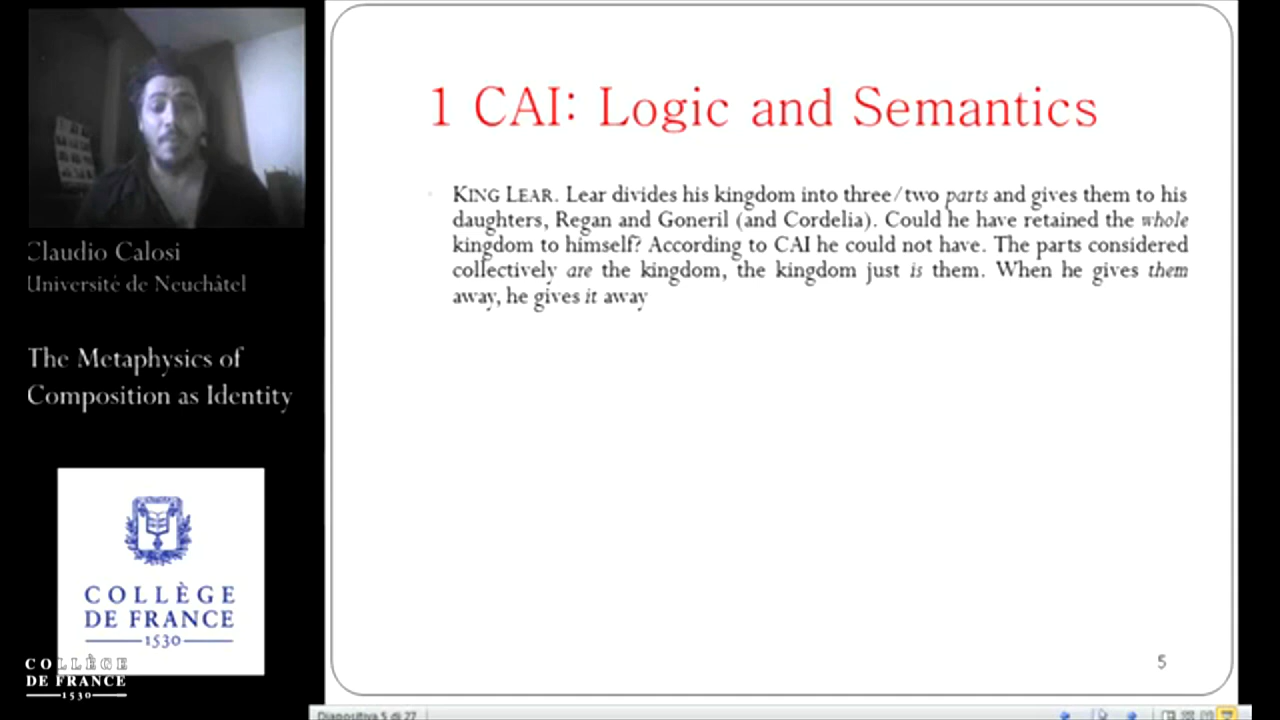 Claudio Calosi
Université de Neuchâtel
The Metaphysics of
Composition as Identity
COLLÈGE
DE FRANCE
1530
COLLÈGE
DE FRANCE
1530
1 CAI: Logic and Semantics
KING LEAR. Lear divides his kingdom into three/two parts and gives them to his
daughters, Regan and Goneril (and Cordelia). Could he have retained the whole
kingdom to himself? According to CAI he could not have. The parts considered
collectively are the kingdom, the kingdom just is them. When he gives them
away, he gives it away
5
Diapositiva 5 di 27